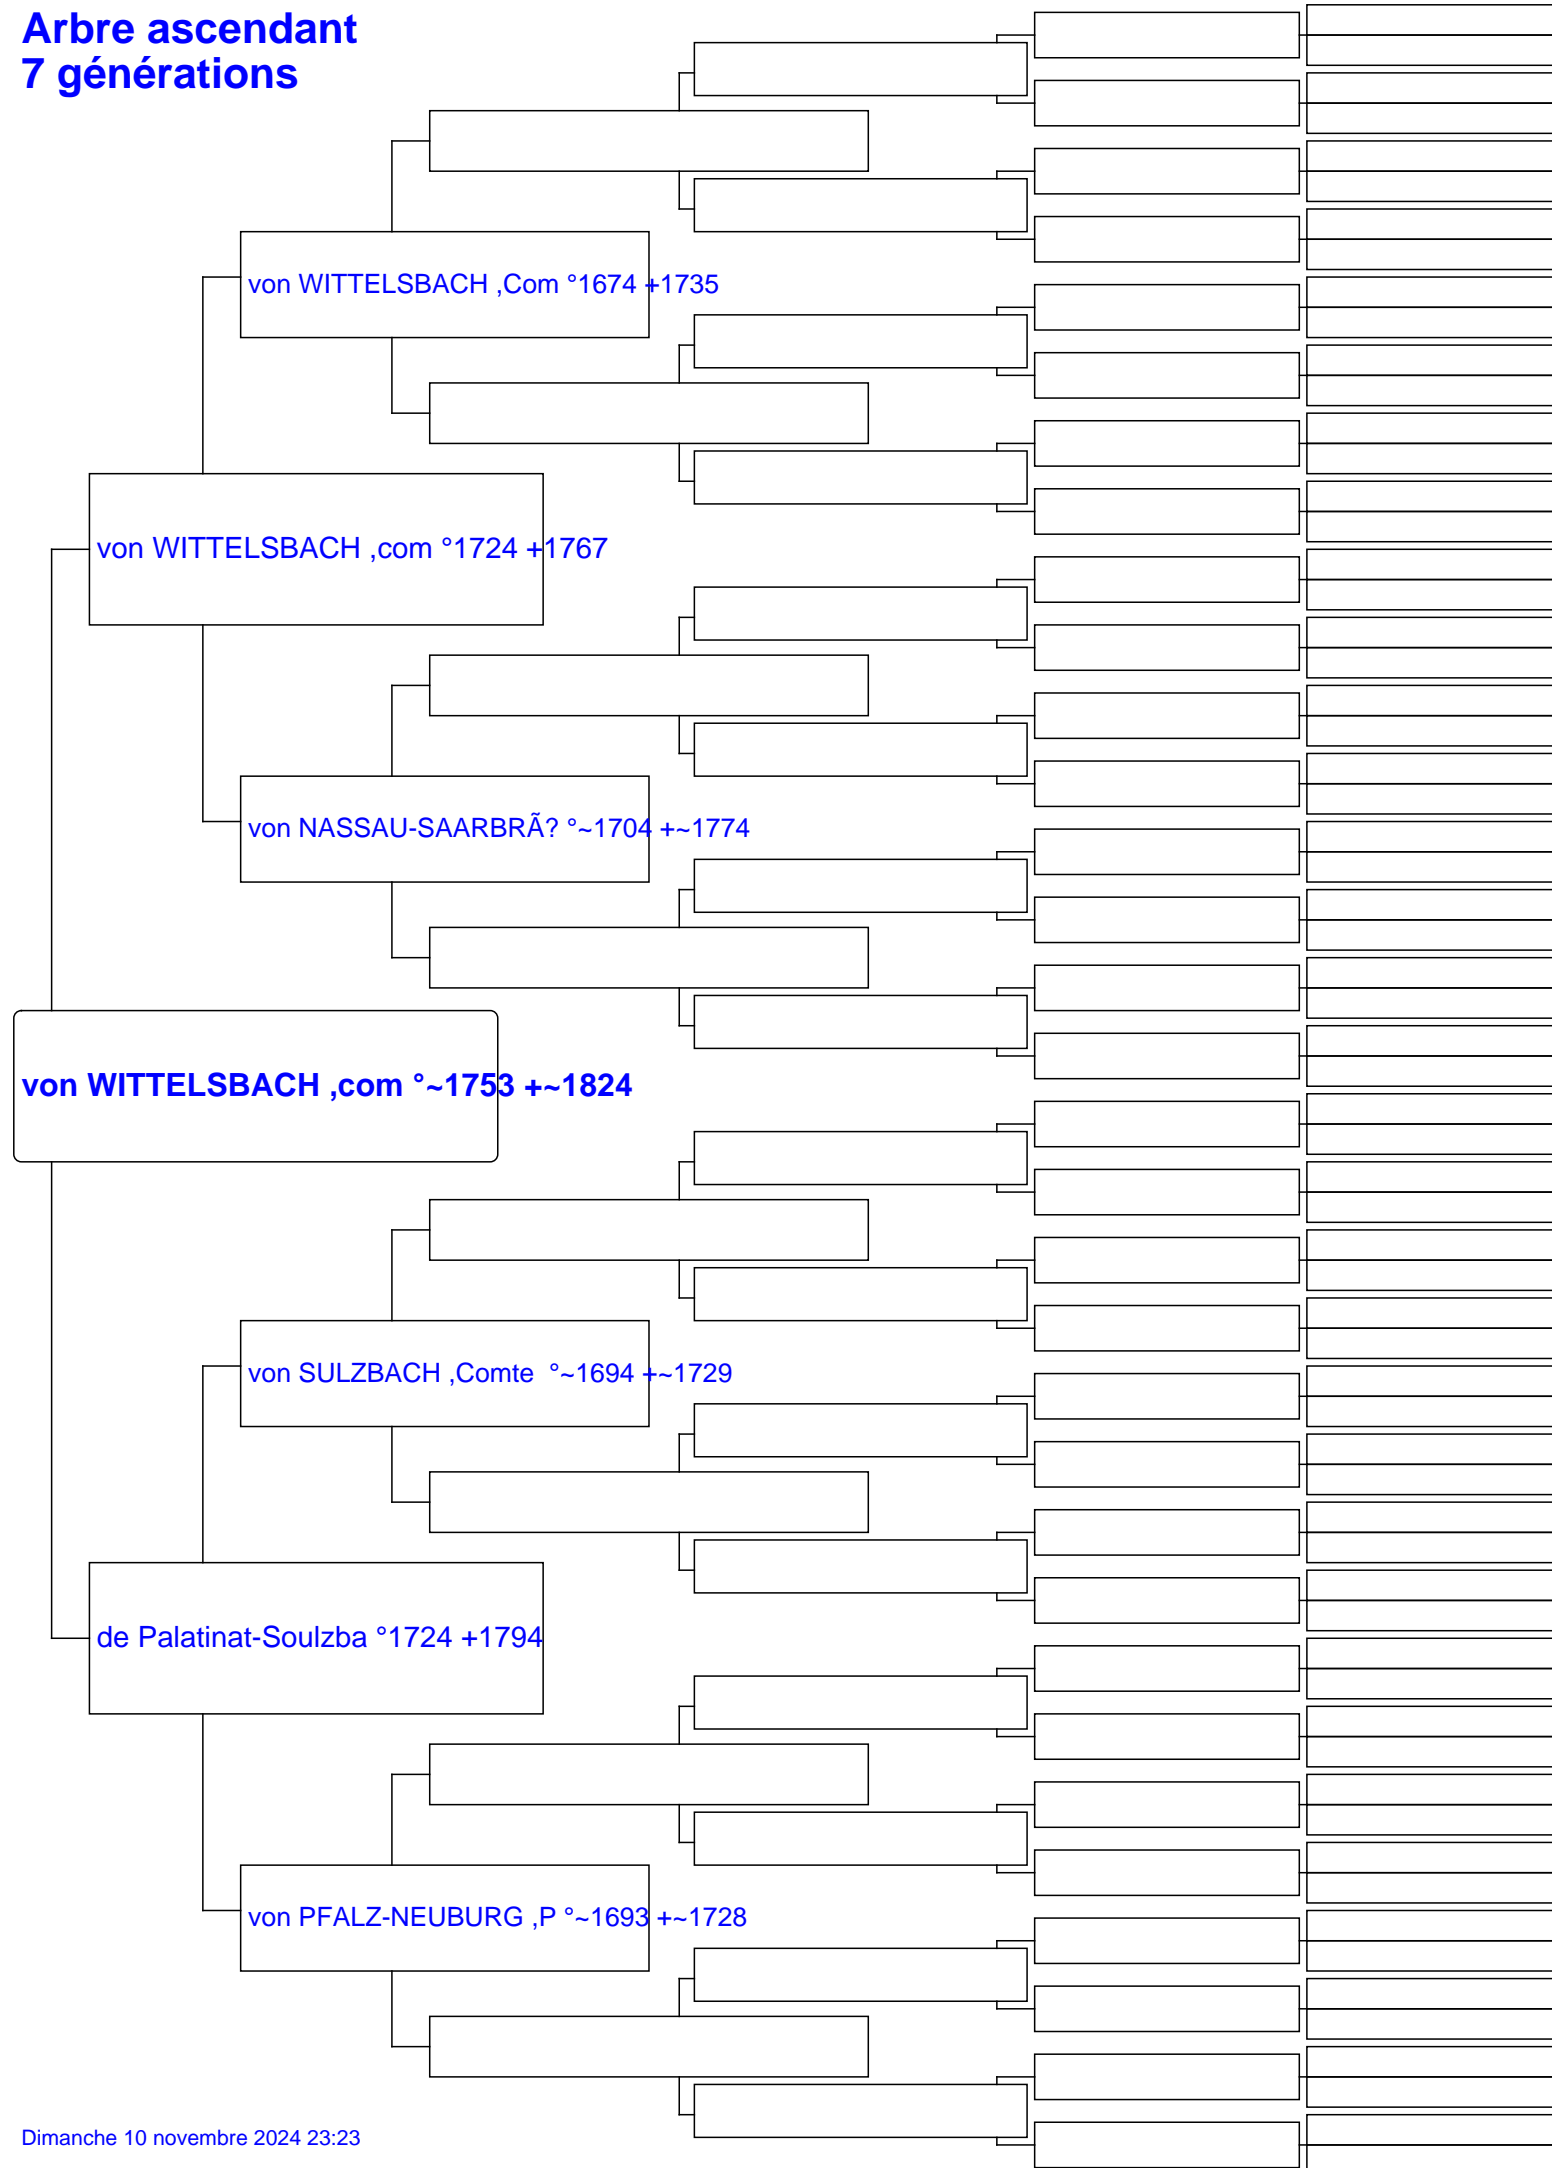 Arbre ascendant
7 générations
von WITTELSBACH ,Com °1674 +1735
von WITTELSBACH ,com °1724 +1767
von NASSAU-SAARBRÃ? °~1704 +~1774
von WITTELSBACH ,com °~1753 +~1824
von SULZBACH ,Comte  °~1694 +~1729
de Palatinat-Soulzba °1724 +1794
von PFALZ-NEUBURG ,P °~1693 +~1728
Dimanche 10 novembre 2024 23:23